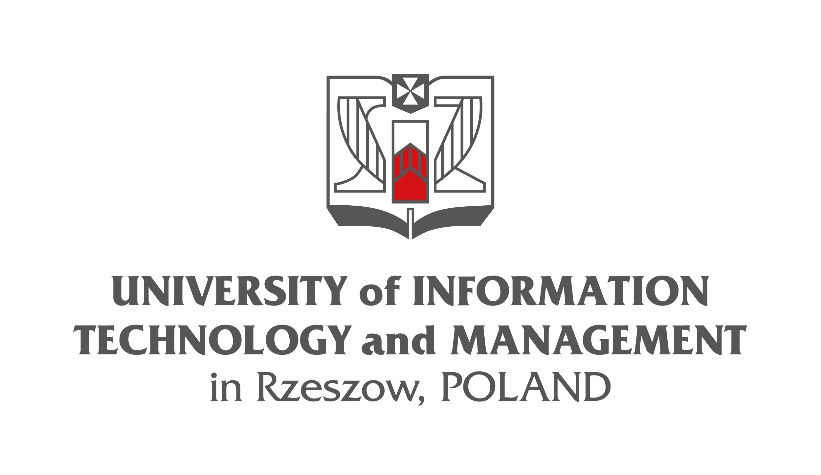 UNIVERSITY of INFORMATION
TECHNOLOGY and MANAGEMENT
in Rzeszow, POLAND